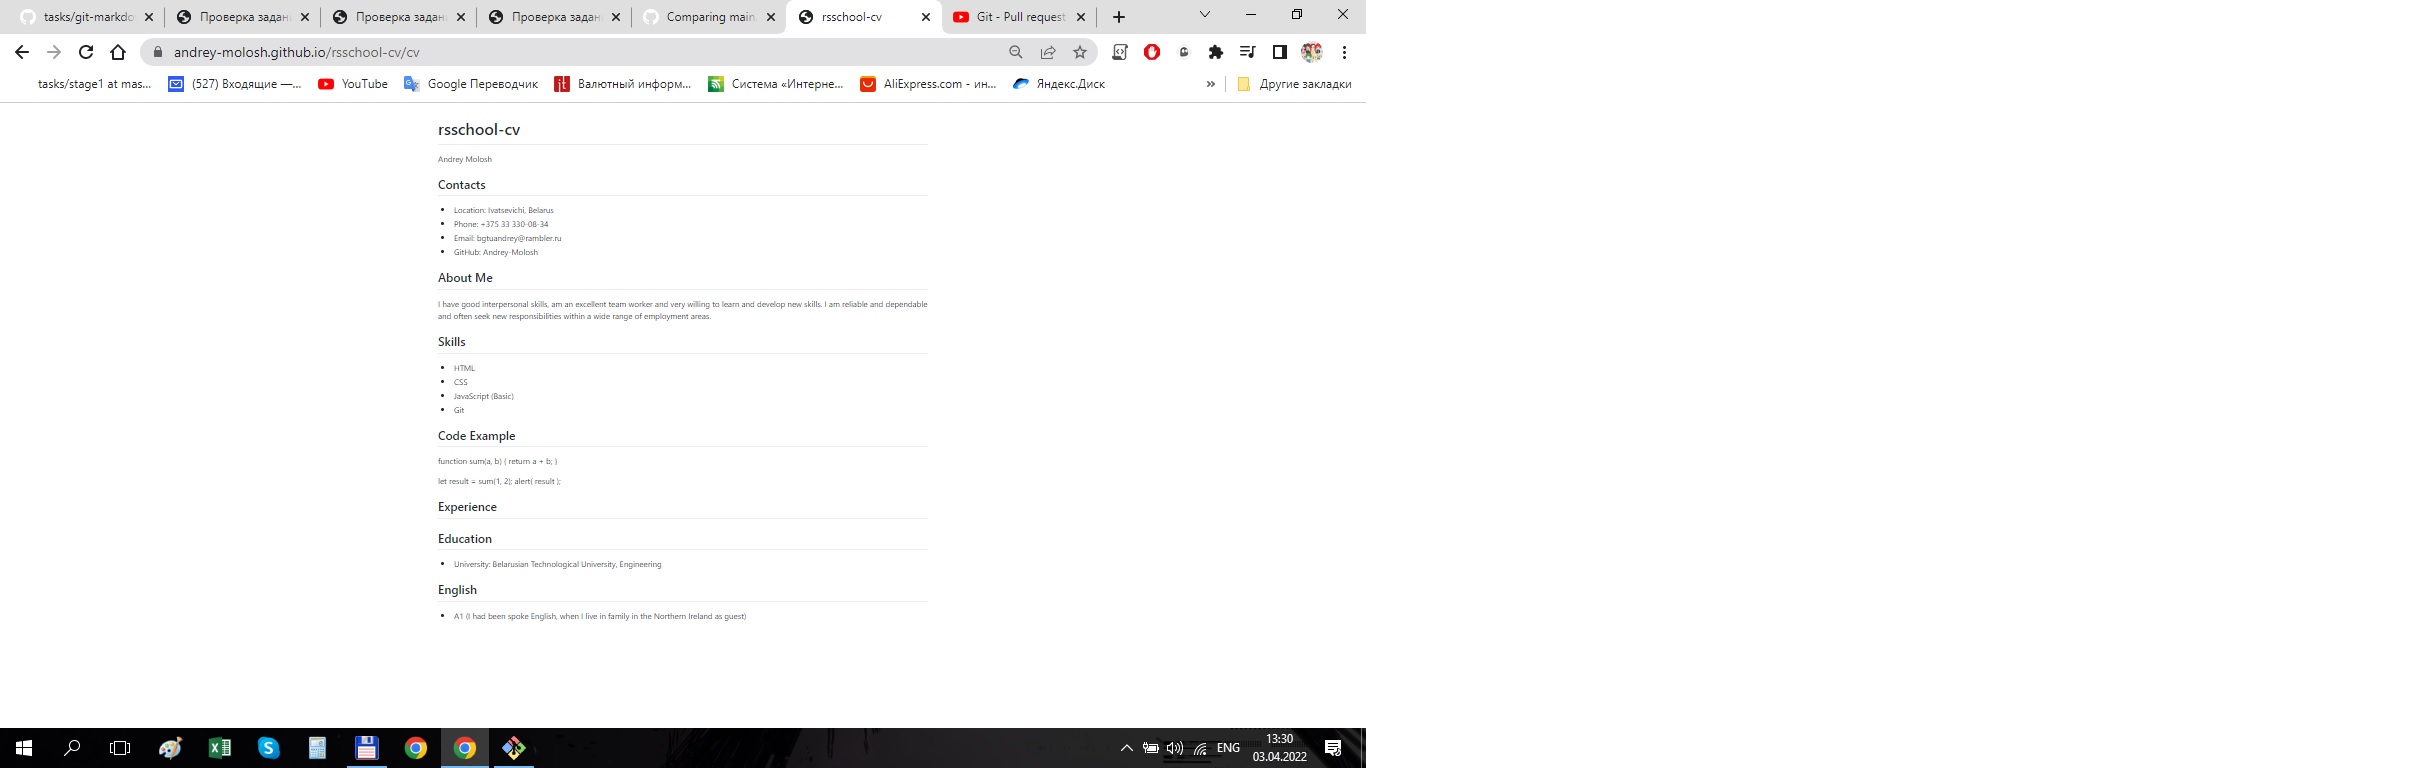 tasks/git-markdo
Проверка задани
Проверка задани
Проверка задани
Comparing main
rsschool-cv
Git - Pull request
andrey-molosh.github.io/rsschool-cv/cv
tasks/stage1 at mas...
(527) Входящие —...
YouTube
Google Переводчик
Валютный информ...
Система «Интерне...
AliExpress.com - ин...
Яндекс.Диск
»
Другие закладки
rsschool-cv
Andrey Molosh
Contacts
• Location: Ivatsevichi, Belarus
• Phone: +375 33 330-08-34
• Email: bgtuandrey@rambler.ru
• GitHub: Andrey-Molosh
About Me
I have good interpersonal skills, am an excellent team worker and very willing to learn and develop new skills. I am reliable and dependable
and often seek new responsibilities within a wide range of employment areas.
Skills
• HTML
• CSS
• JavaScript (Basic)
• Git
Code Example
function sum(a, b) { return a + b; }
let result = sum(1, 2); alert( result );
Experience
Education
• University: Belarusian Technological University, Engineering
English
• A1 (I had been spoke English, when I live in family in the Northern Ireland as guest)
ENG
13:30
03.04.2022